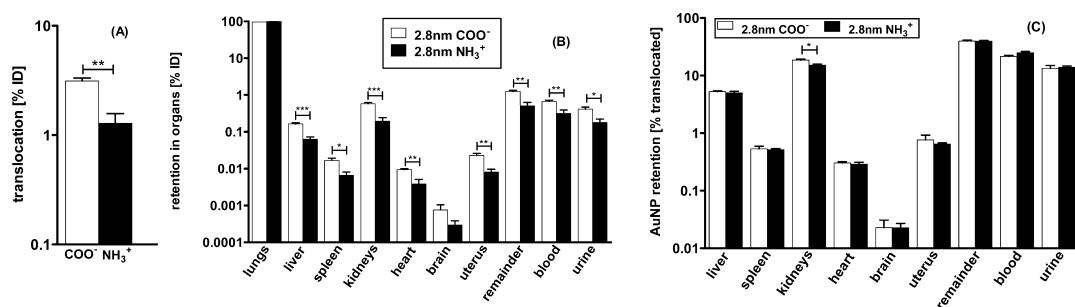 (A)
translocation [% ID]
10
1
0.1
**
COO⁻ NH₃⁺
(B)
retention in organs [% ID]
100
10
1
0.1
0.01
0.001
0.0001
2.8nm COO⁻
2.8nm NH₃⁺
***
*
***
**
**
**
**
*
lungs
liver
spleen
kidneys
heart
brain
uterus
remainder
blood
urine
(C)
AuNP retention [% translocated]
100
10
1
0.1
0.01
2.8nm COO⁻ 2.8nm NH₃⁺
*
liver
spleen
kidneys
heart
brain
uterus
remainder
blood
urine